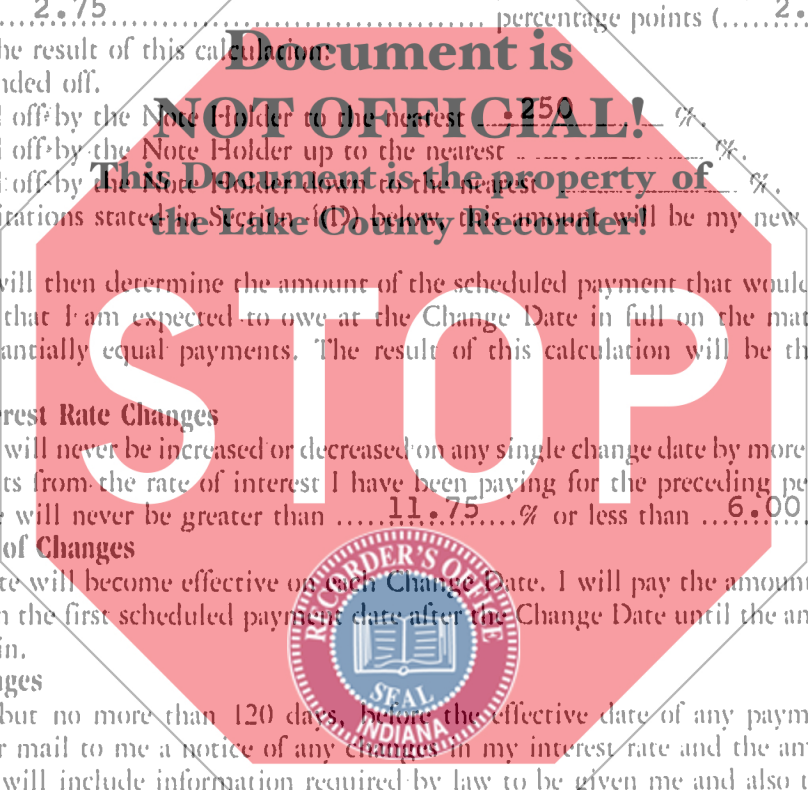 2.75 percentage points (..... 2.
he result of this calculation:
Document is
nded off.
off by the Note Holder to the nearest .250 %.
NOT OFFICIAL!
off by the Note Holder up to the nearest %.
off by the Note Holder down to the nearest %.
This Document is the property of
itations stated in Section 4(D) below, this amount will be my new
the Lake County Recorder!
will then determine the amount of the scheduled payment that would
that I am expected to owe at the Change Date in full on the mat
antially equal payments. The result of this calculation will be th
STOP
rest Rate Changes
will never be increased or decreased on any single change date by more
ts from the rate of interest I have been paying for the preceding pe
will never be greater than ..... 11.75 ....% or less than ....... 6.00
of Changes
te will become effective on each Change Date. I will pay the amount
n the first scheduled payment date after the Change Date until the am
in.
RECORDER'S OFFICE
SEAL
INDIANA
nges
but no more than 120 days, before the effective date of any paym
r mail to me a notice of any changes in my interest rate and the am
will include information required by law to be given me and also t